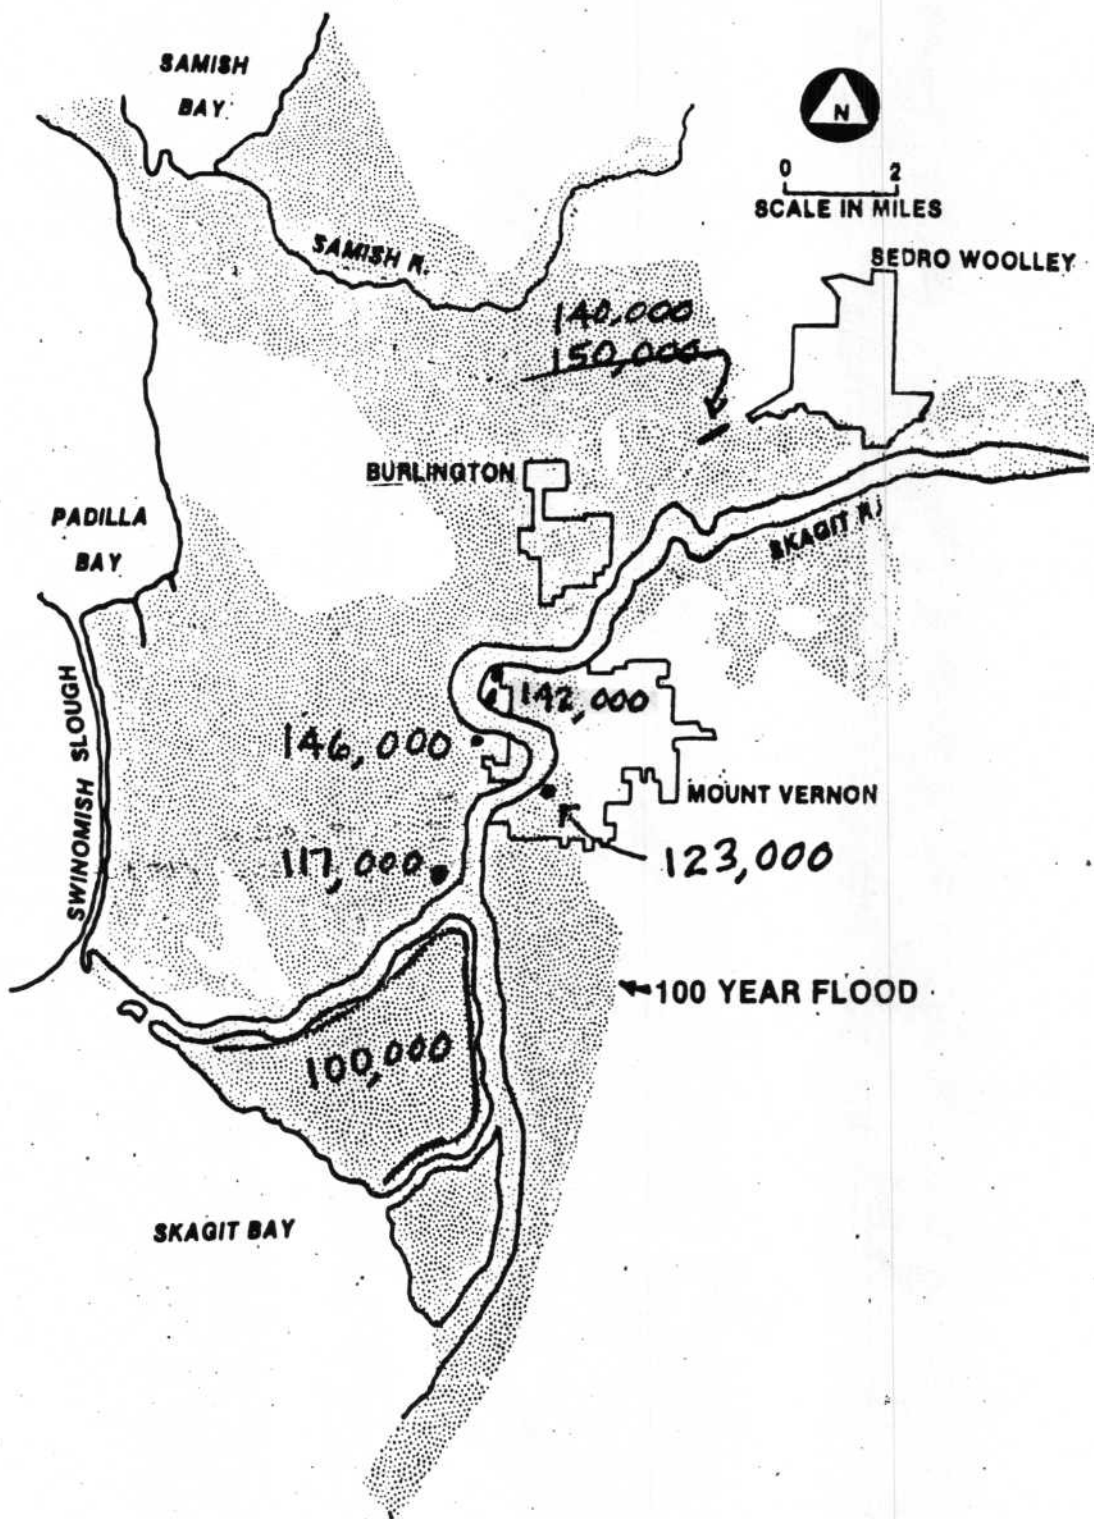 SAMISH
BAY
N
0 2
SCALE IN MILES
SEDRO WOOLLEY
SAMISH R.
140,000
150,000
BURLINGTON
PADILLA
BAY
SKAGIT R.
SWINOMISH SLOUGH
142,000
146,000
MOUNT VERNON
117,000
123,000
100 YEAR FLOOD
100,000
SKAGIT BAY